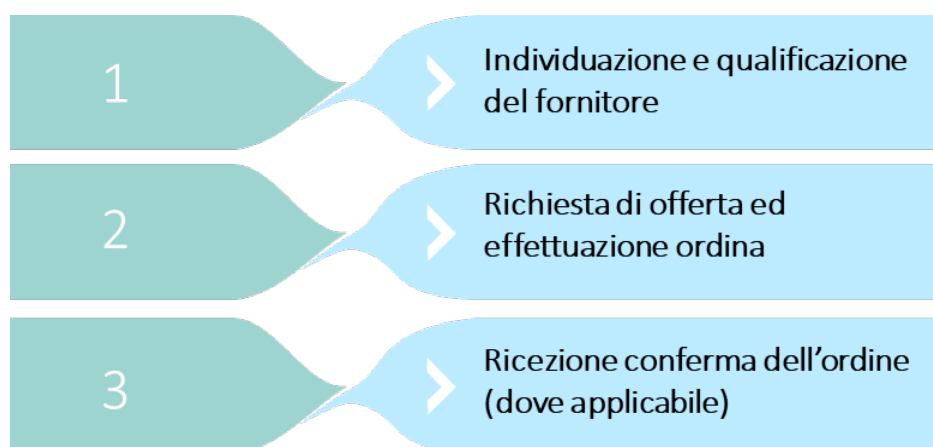 1
Individuazione e qualificazione
del fornitore
2
Richiesta di offerta ed
effettuazione ordina
3
Ricezione conferma dell’ordine
(dove applicabile)